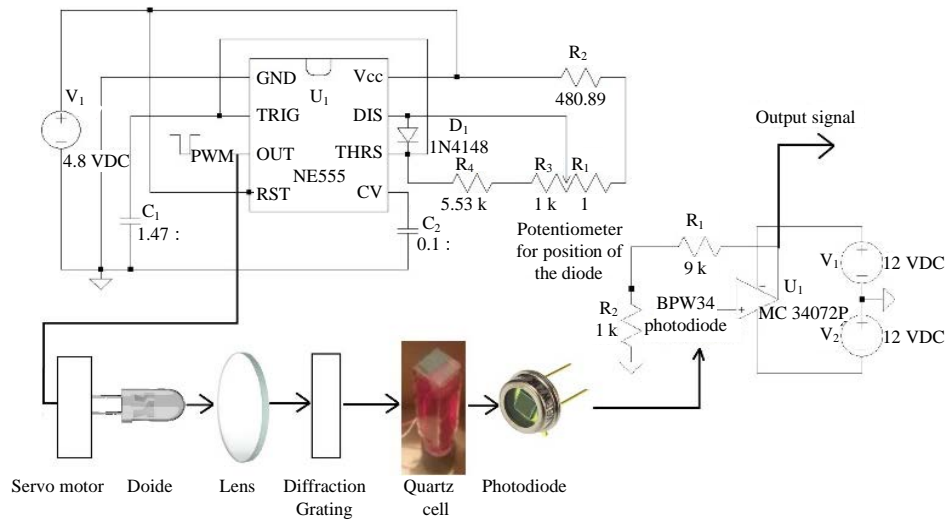 V1
4.8 VDC
GND
TRIG
OUT
RST
U1
NE555
Vcc
DIS
THRS
CV
PWM
C1
1.47 :
C2
0.1 :
D1
1N4148
R4
5.53 k
R3
1 k
R1
1
R2
480.89
Potentiometer
for position of
the diode
Output signal
R1
9 k
R2
1 k
BPW34
photodiode
U1
MC 34072P
V1
12 VDC
V2
12 VDC
Servo motor
Doide
Lens
Diffraction
Grating
Quartz
cell
Photodiode